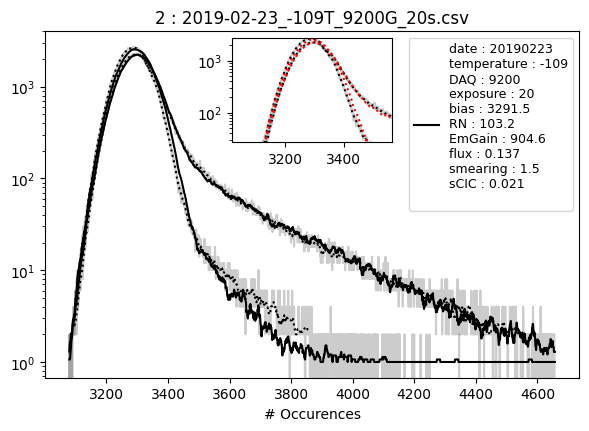 2 : 2019-02-23_-109T_9200G_20s.csv
date : 20190223
temperature : -109
DAQ : 9200
exposure : 20
bias : 3291.5
RN : 103.2
EmGain : 904.6
flux : 0.137
smearing : 1.5
sCIC : 0.021
10³
10²
10¹
10⁰
10³
10²
3200 3400
3200 3400 3600 3800 4000 4200 4400 4600
# Occurences